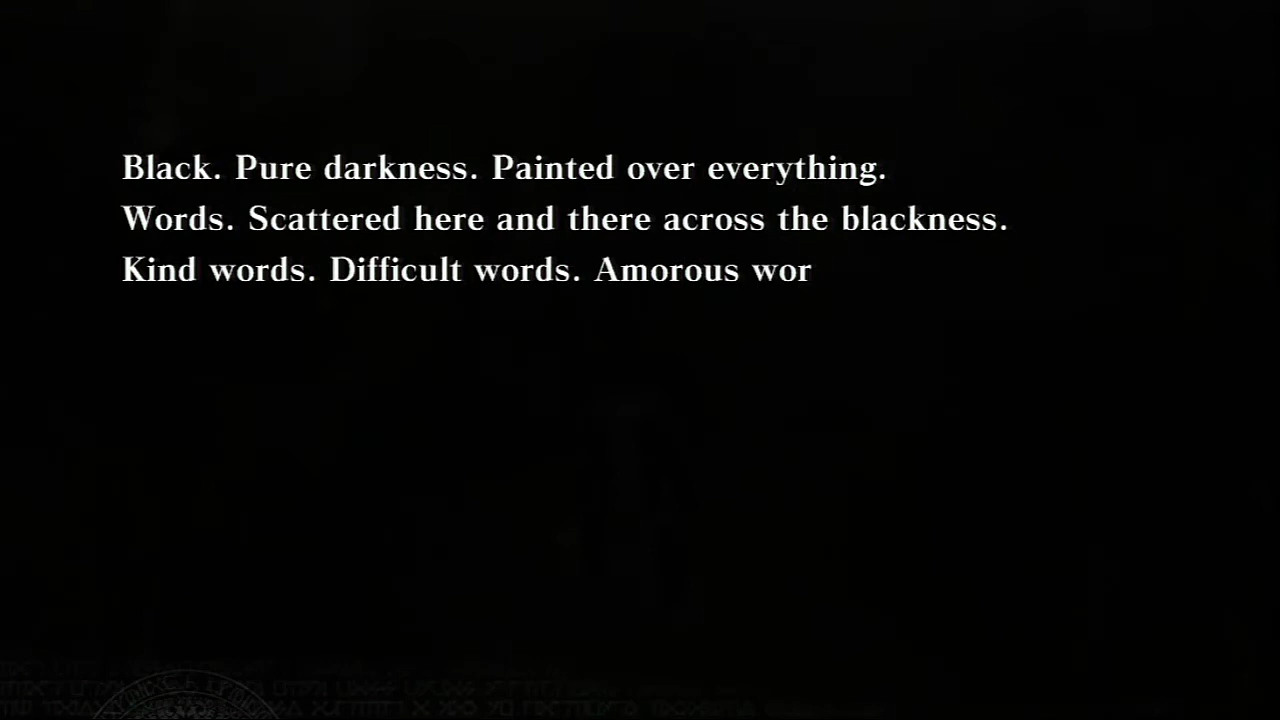 Black. Pure darkness. Painted over everything.
Words. Scattered here and there across the blackness.
Kind words. Difficult words. Amorous wor